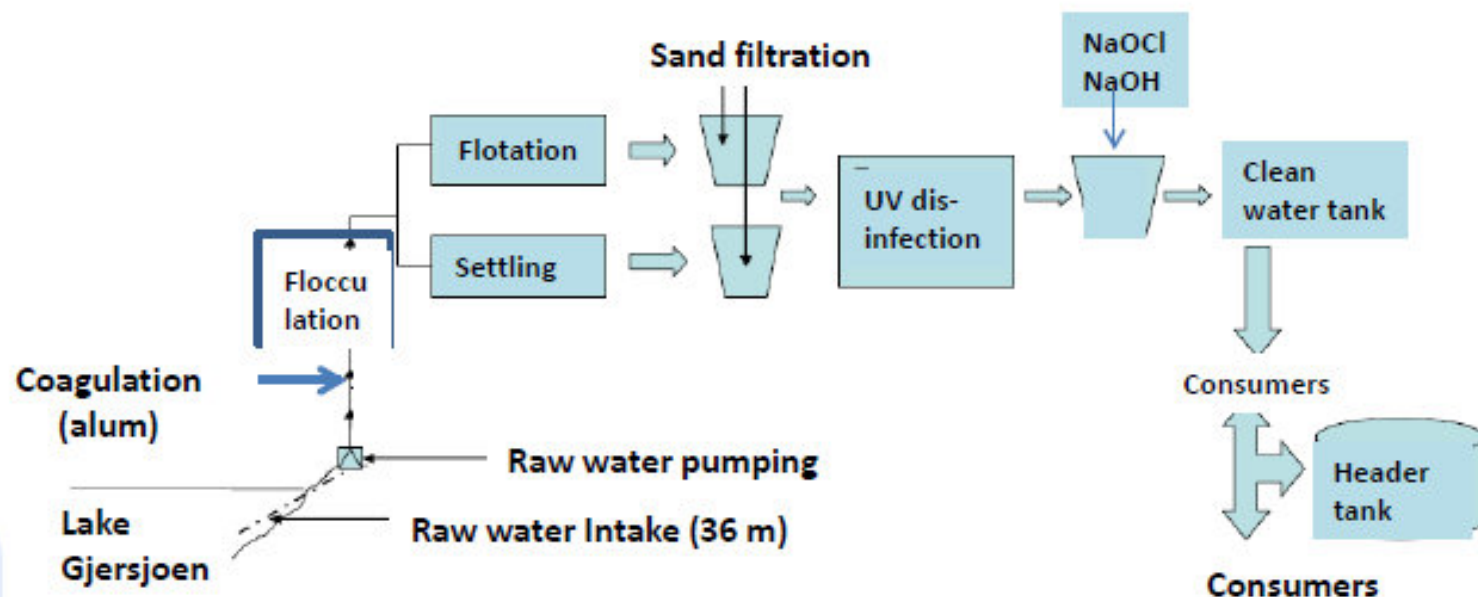 Sand filtration
NaOCl
NaOH
Flotation
UV dis-
infection
Clean
water tank
Settling
Floccu
lation
Coagulation
(alum)
Consumers
Raw water pumping
Header
tank
Lake
Gjersjoen
Raw water Intake (36 m)
Consumers